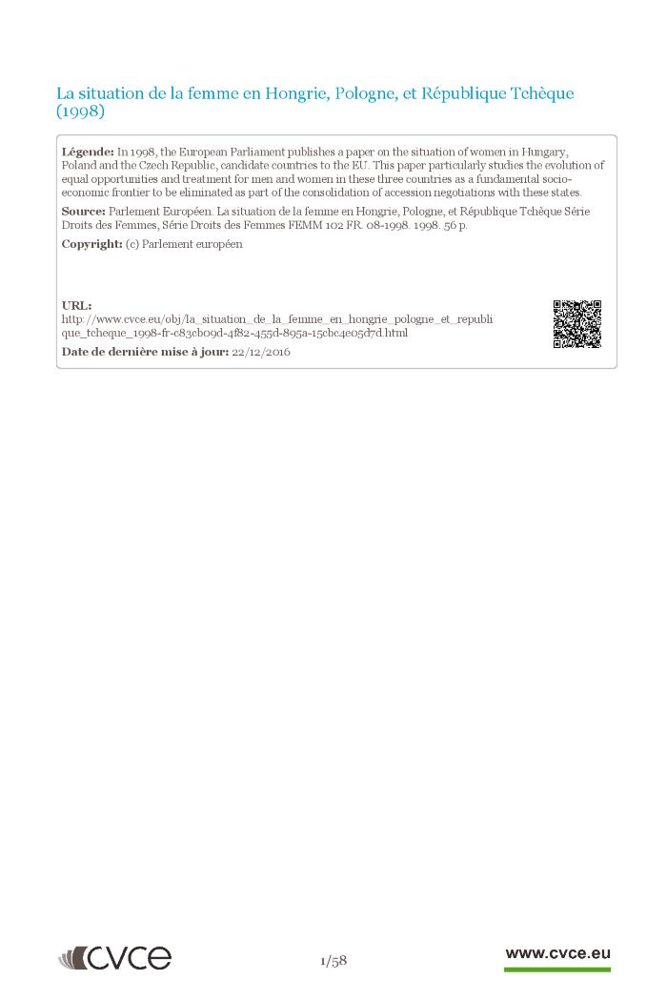 La situation de la femme en Hongrie, Pologne, et République Tchèque
(1998)
Légende: In 1998, the European Parliament publishes a paper on the situation of women in Hungary,
Poland and the Czech Republic, candidate countries to the EU. This paper particularly studies the evolution of
equal opportunities and treatment for men and women in these three countries as a fundamental socio-
economic frontier to be eliminated as part of the consolidation of accession negotiations with these states.
Source: Parlement Européen. La situation de la femme en Hongrie, Pologne, et République Tchèque Série
Droits des Femmes, Série Droits des Femmes FEMM 102 FR. 08-1998. 1998. 56 p.
Copyright: (c) Parlement européen
URL:
http://www.cvce.eu/obj/la_situation_de_la_femme_en_hongrie_pologne_et_republi
que_tcheque_1998-fr-c83cb09d-4f82-455d-895a-15cbc4e05d7d.html
Date de dernière mise à jour: 22/12/2016
cvce
1/58
www.cvce.eu